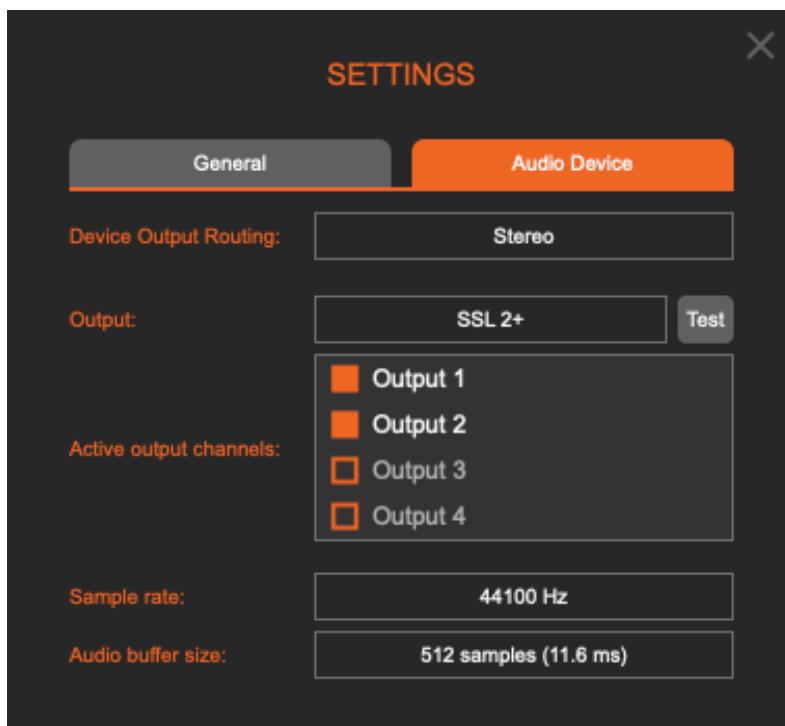 SETTINGS
General Audio Device
Device Output Routing: Stereo
Output: SSL 2+ Test
Output 1
Output 2
Active output channels:
Output 3
Output 4
Sample rate: 44100 Hz
Audio buffer size: 512 samples (11.6 ms)